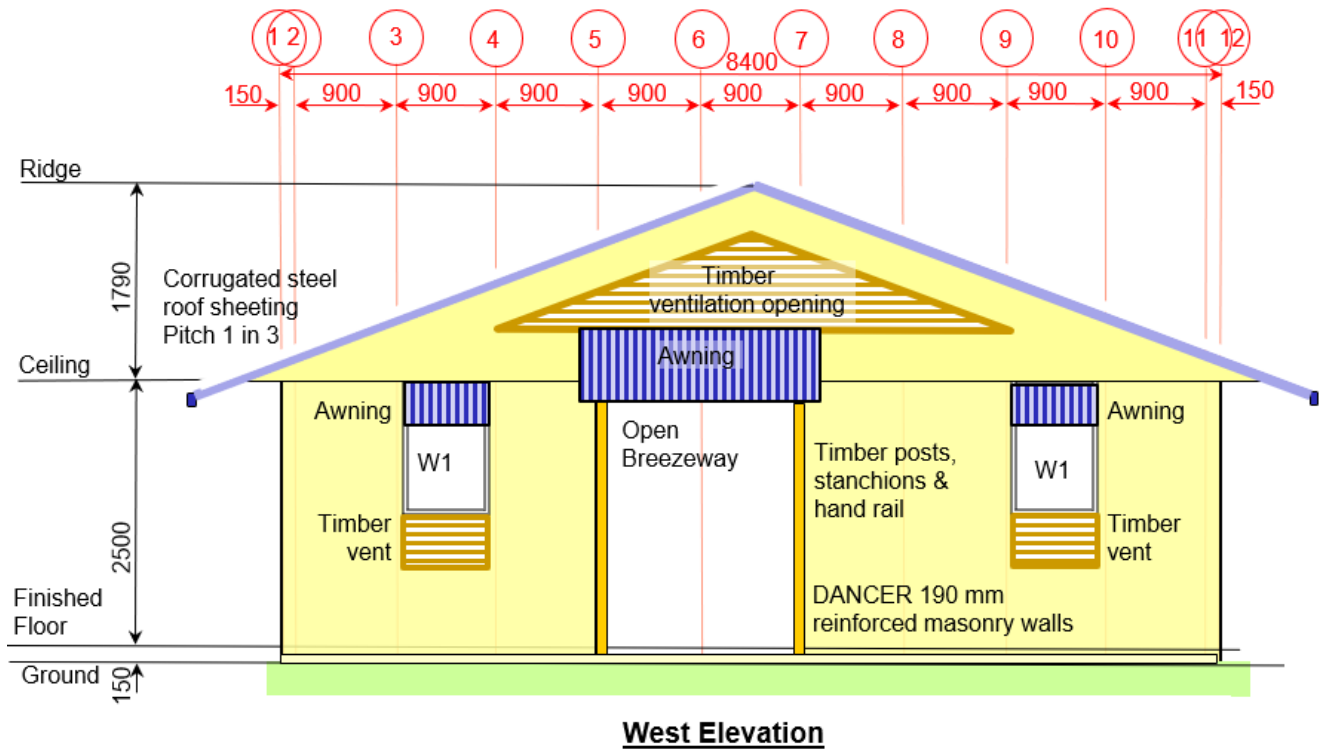 1 2 3 4 5 6 7 8 9 10 11 12
8400
150 900 900 900 900 900 900 900 900 900 150
Ridge
1790
Corrugated steel
roof sheeting
Pitch 1 in 3
Timber
ventilation opening
Awning
Ceiling
Awning
W1
Timber
vent
Open
Breezeway
Timber posts,
stanchions &
hand rail
Awning
W1
Timber
vent
2500
DANCER 190 mm
reinforced masonry walls
Finished
Floor
Ground
150
West Elevation